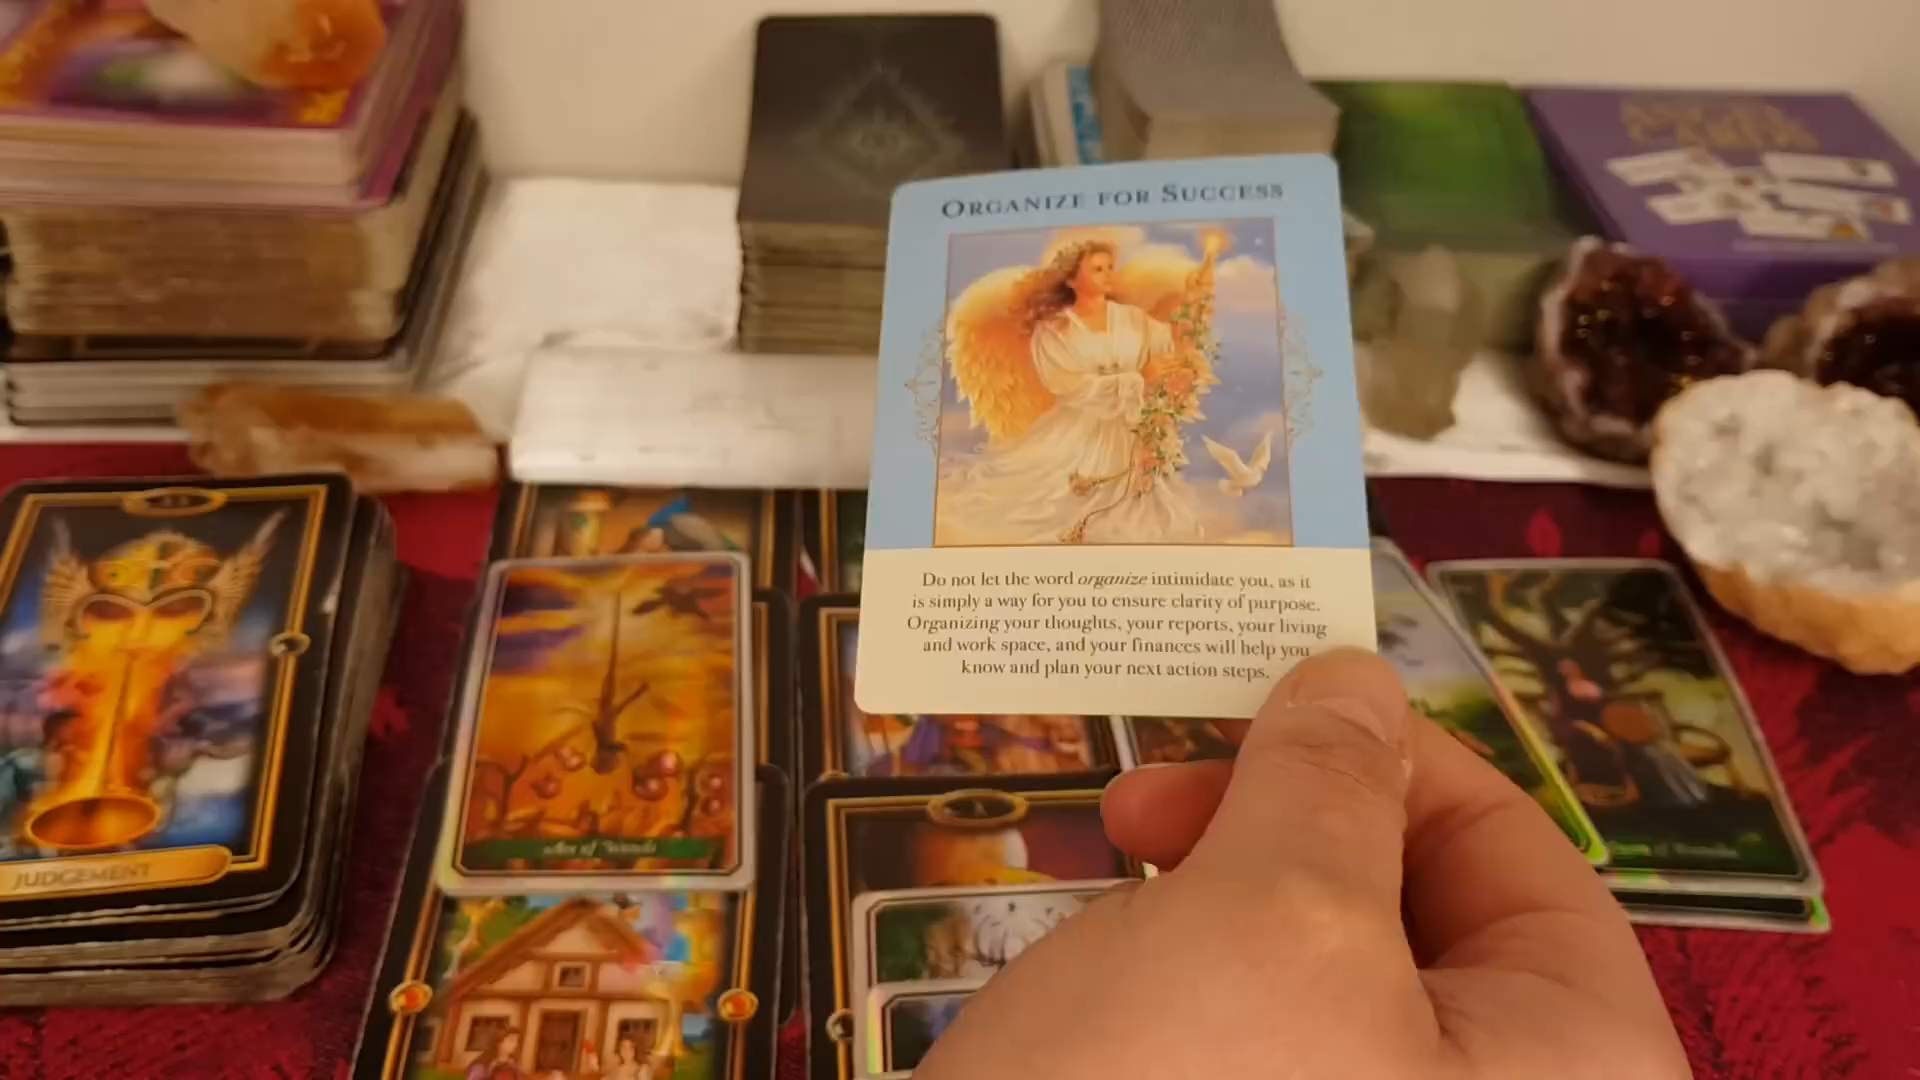 ANGEL
CARDS
ORGANIZE FOR SUCCESS
Do not let the word organize intimidate you, as it
is simply a way for you to ensure clarity of purpose.
Organizing your thoughts, your reports, your living
and work space, and your finances will help you
know and plan your next action steps.
JUDGEMENT
Ace of Wands
X